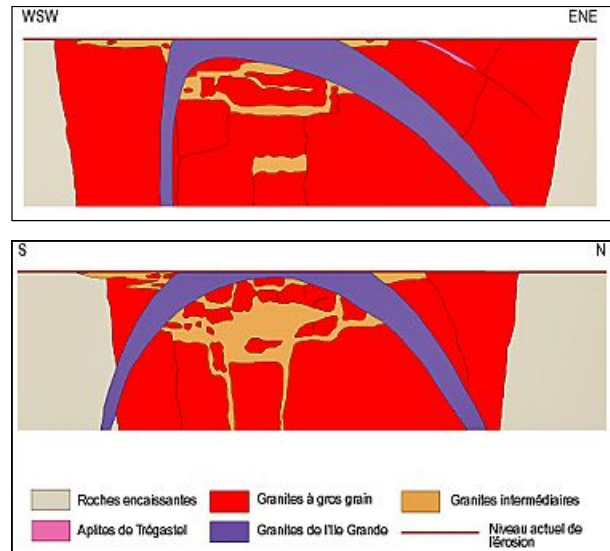 WSW ENE
S N
Roches encaissantes Granites à gros grain Granites intermédiaires
Aplites de Trégastel Granites de l'Ile Grande Niveau actuel de
l'érosion